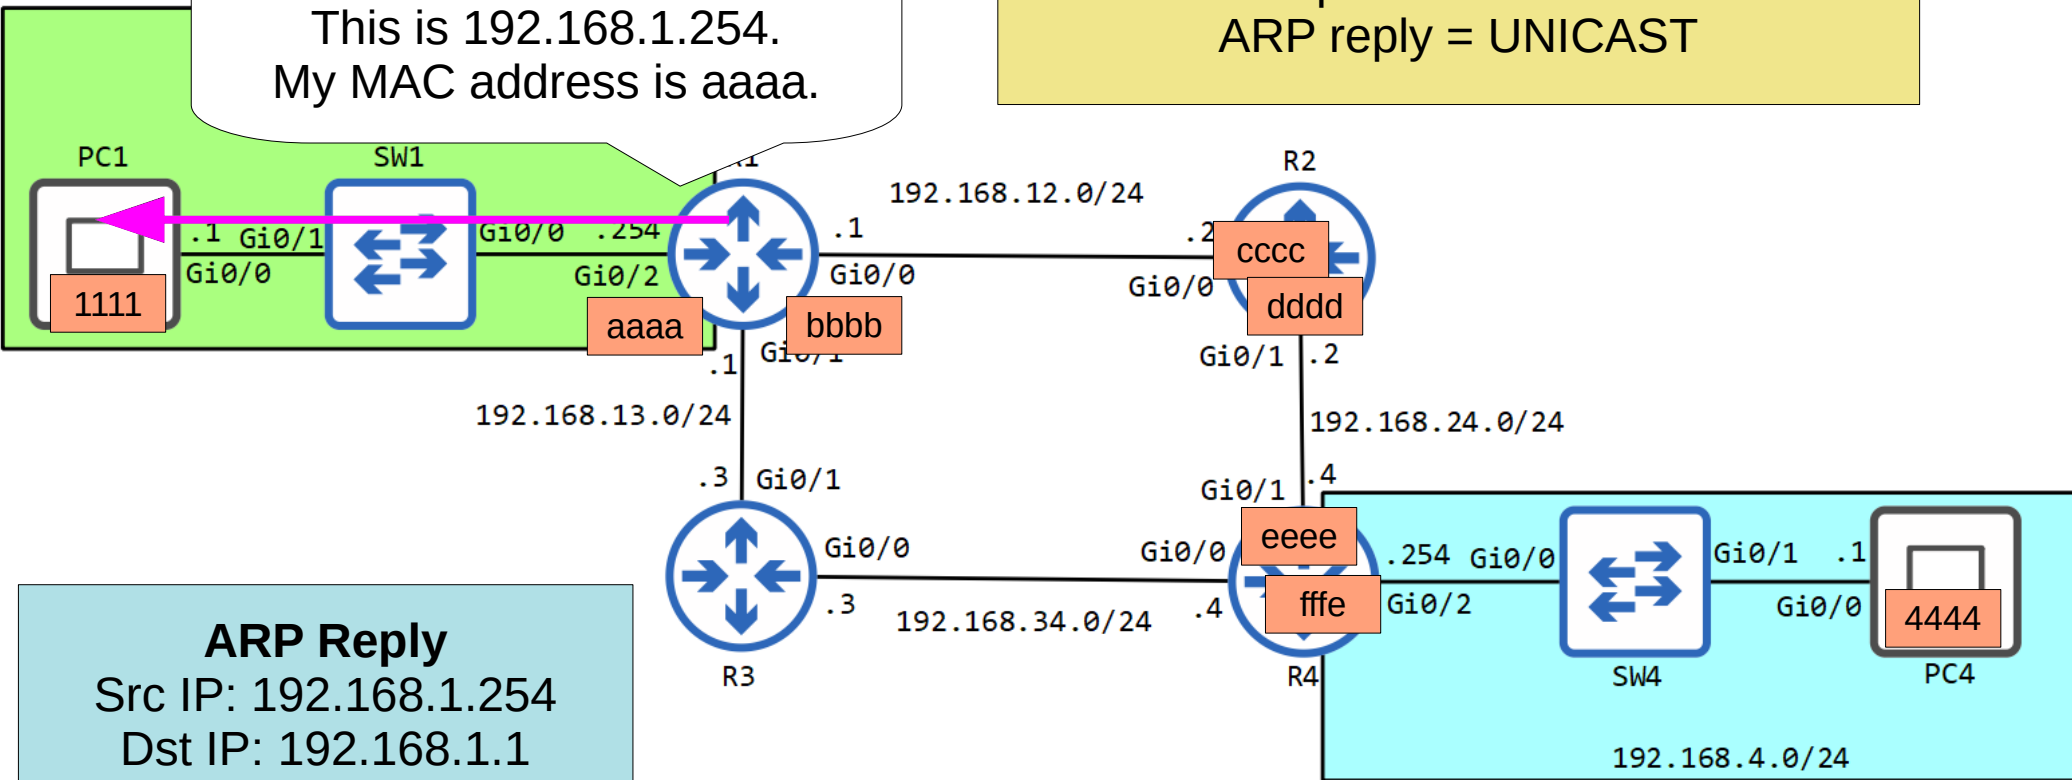 This is 192.168.1.254.
My MAC address is aaaa.
ARP reply = UNICAST
PC1
SW1
R2
192.168.12.0/24
.1
Gi0/1
Gi0/0
.254
.1
.2
Gi0/0
Gi0/2
Gi0/0
Gi0/0
1111
aaaa
bbbb
cccc
dddd
.1
Gi0/1
Gi0/1
.2
192.168.13.0/24
192.168.24.0/24
.3
Gi0/1
Gi0/1
.4
eeee
fffe
Gi0/0
Gi0/0
.254
Gi0/0
Gi0/1
.1
.3
192.168.34.0/24
.4
Gi0/2
Gi0/0
4444
R3
R4
SW4
PC4
ARP Reply
Src IP: 192.168.1.254
Dst IP: 192.168.1.1
192.168.4.0/24